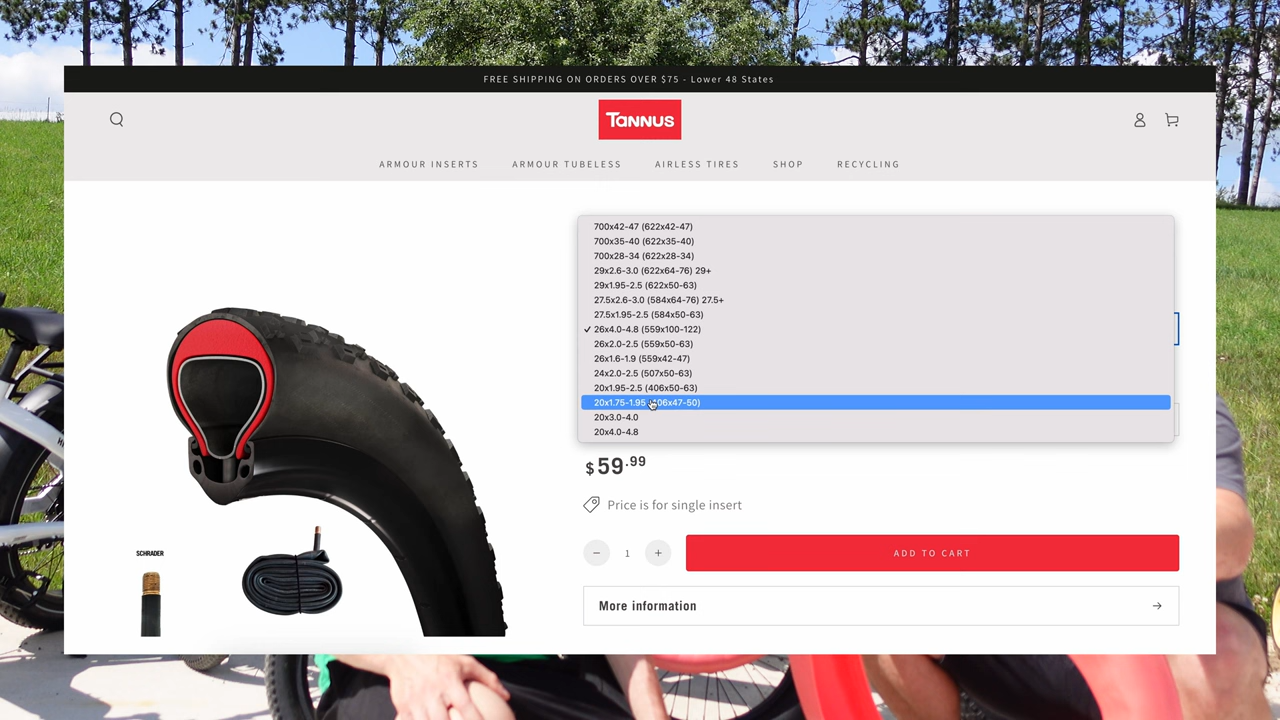 FREE SHIPPING ON ORDERS OVER $75 - Lower 48 States
Tannus
ARMOUR INSERTS ARMOUR TUBELESS AIRLESS TIRES SHOP RECYCLING
700x42-47 (622x42-47)
700x35-40 (622x35-40)
700x28-34 (622x28-34)
29x2.6-3.0 (622x64-76) 29+
29x1.95-2.5 (622x50-63)
27.5x2.6-3.0 (584x64-76) 27.5+
27.5x1.95-2.5 (584x50-63)
✓ 26x4.0-4.8 (559x100-122)
26x2.0-2.5 (559x50-63)
26x1.6-1.9 (559x42-47)
24x2.0-2.5 (507x50-63)
20x1.95-2.5 (406x50-63)
20x1.75-1.95 (406x47-50)
20x3.0-4.0
20x4.0-4.8
$59.99
Price is for single insert
− 1 + ADD TO CART
More information →
SCHRADER